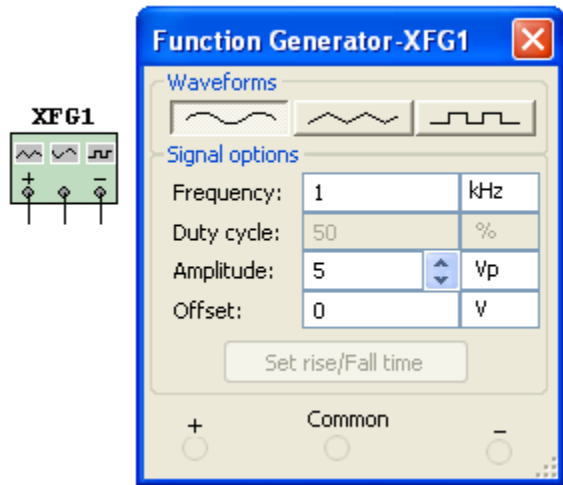 XFG1
+ −
Function Generator-XFG1
Waveforms
Signal options
Frequency: 1 kHz
Duty cycle: 50 %
Amplitude: 5 Vp
Offset: 0 V
Set rise/Fall time
+ Common −